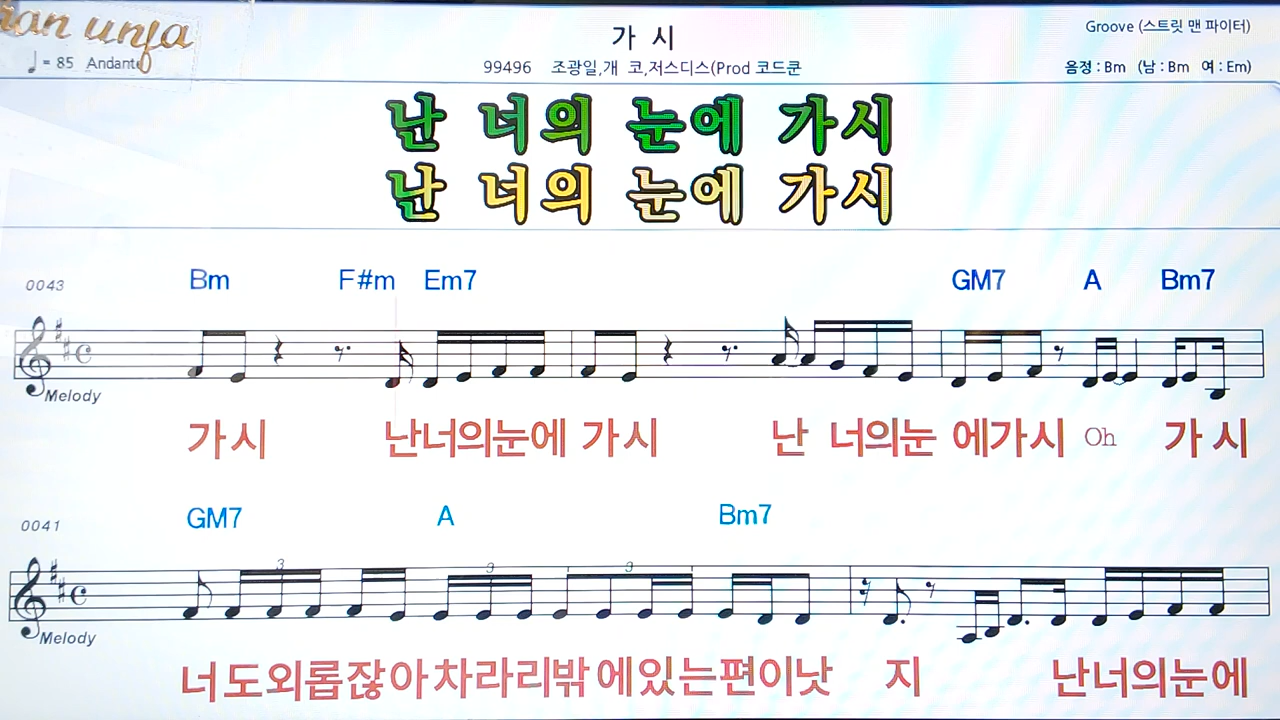 ian unja
가 시
Groove (스트릿 맨 파이터)
♩ = 85 Andante
99496 조광일,개 코,저스디스(Prod 코드쿤
음정 : Bm (남 : Bm 여 : Em)
난 너의 눈에 가시
난 너의 눈에 가시
0043 Bm F#m Em7 GM7 A Bm7
Melody
가시 난너의눈에 가시 난 너의눈 에가시 Oh 가 시
0041 GM7 A Bm7
3 3 3
Melody
너도외롭잖아차라리밖에있는편이낫 지 난너의눈에